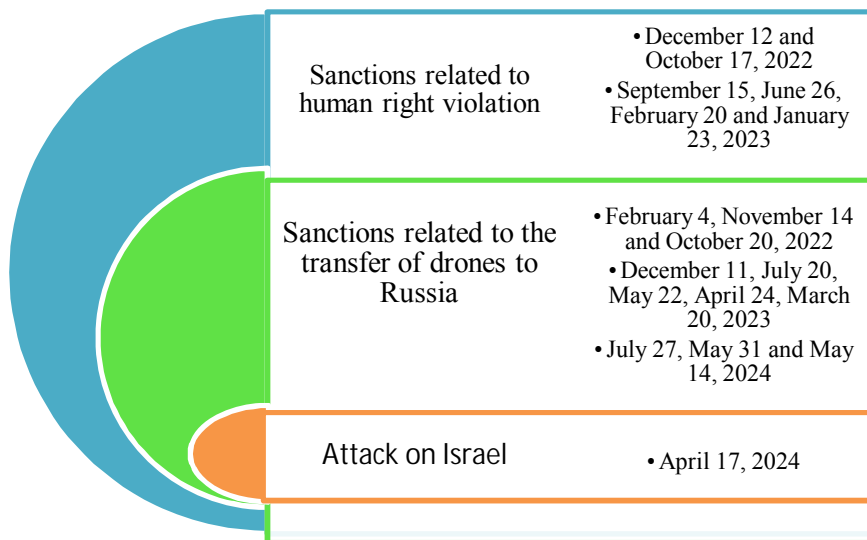 Sanctions related to
human right violation
• December 12 and
October 17, 2022
• September 15, June 26,
February 20 and January
23, 2023
Sanctions related to the
transfer of drones to
Russia
• February 4, November 14
and October 20, 2022
• December 11, July 20,
May 22, April 24, March
20, 2023
• July 27, May 31 and May
14, 2024
Attack on Israel
• April 17, 2024